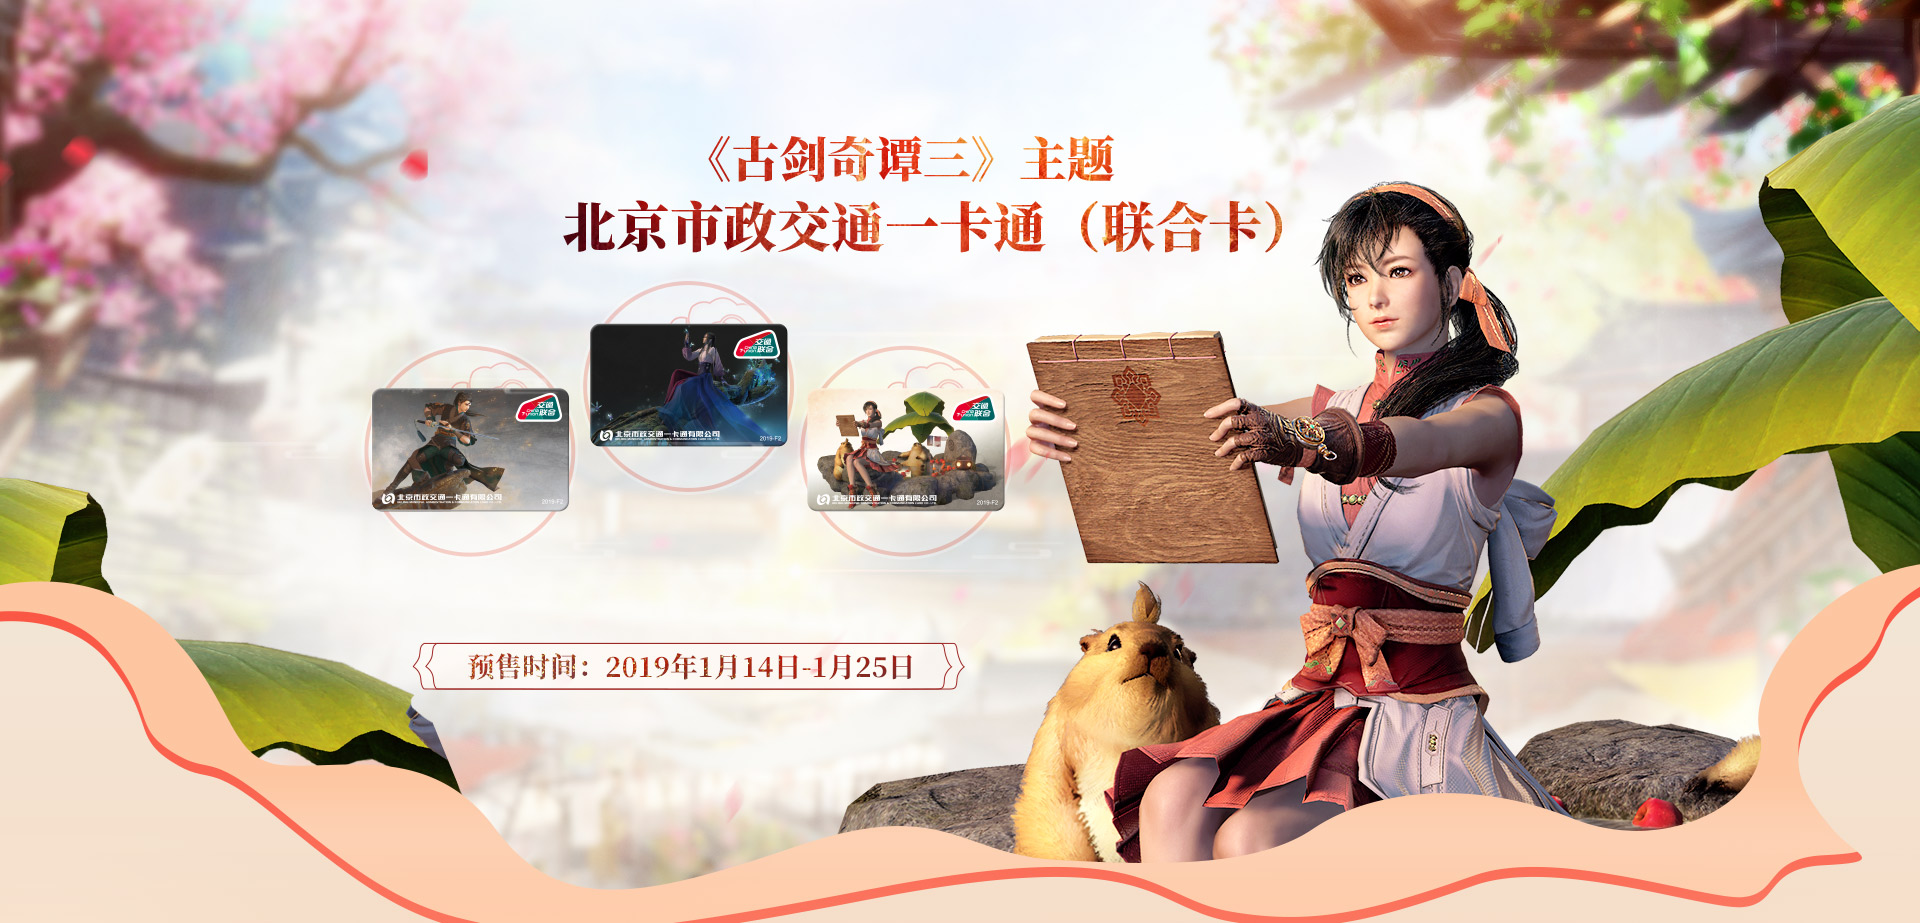 《古剑奇谭三》主题
北京市政交通一卡通（联合卡）
交通
联合
北京市政交通一卡通有限公司
2019-F2
交通
联合
北京市政交通一卡通有限公司
2019-F2
交通
联合
北京市政交通一卡通有限公司
2019-F2
预售时间：2019年1月14日-1月25日